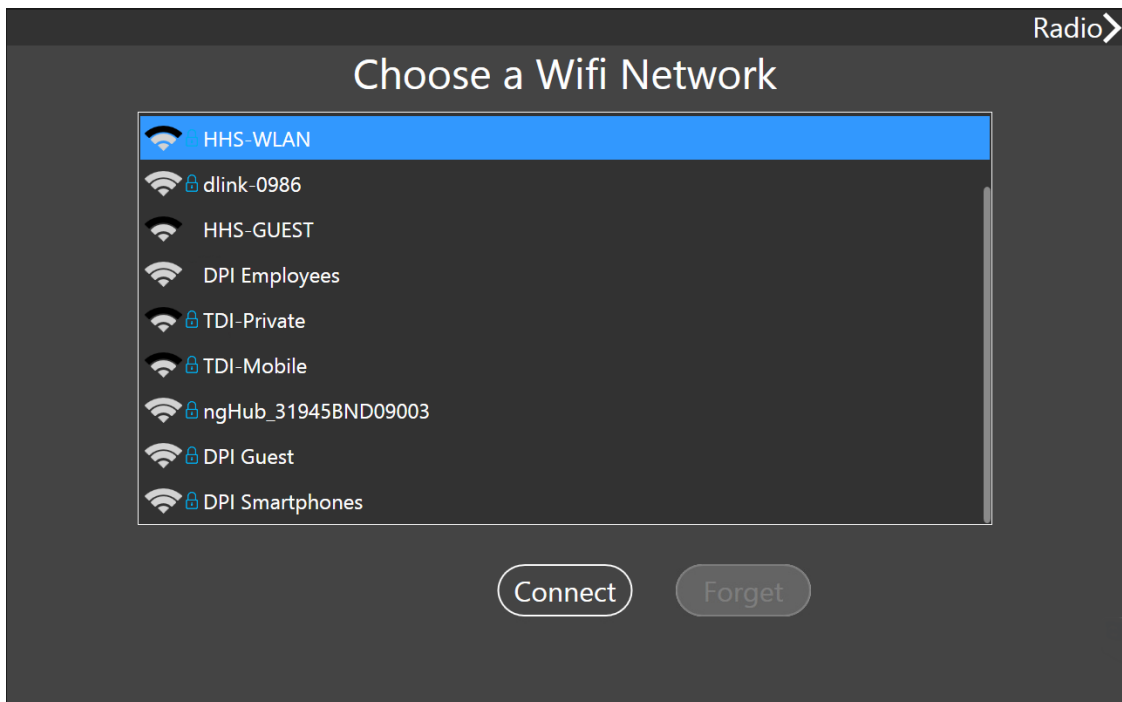 Radio
Choose a Wifi Network
HHS-WLAN
dlink-0986
HHS-GUEST
DPI Employees
TDI-Private
TDI-Mobile
ngHub_31945BND09003
DPI Guest
DPI Smartphones
Connect Forget